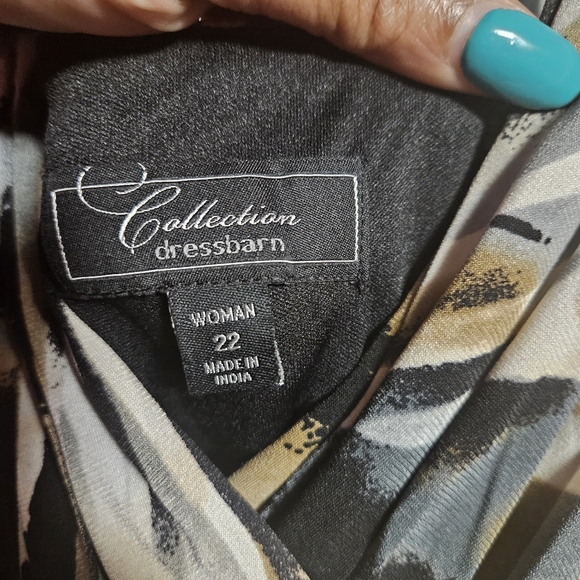 Collection
dressbarn
WOMAN
22
MADE IN
INDIA